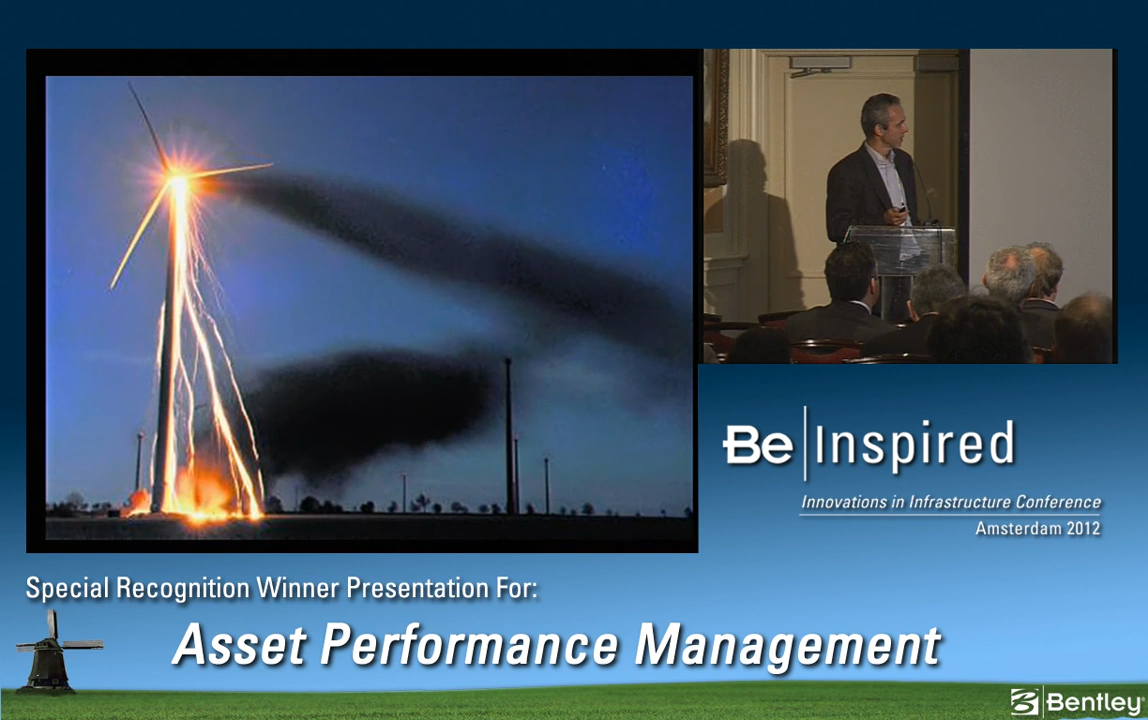 Be Inspired
Innovations in Infrastructure Conference
Amsterdam 2012
Special Recognition Winner Presentation For:
Asset Performance Management
Bentley